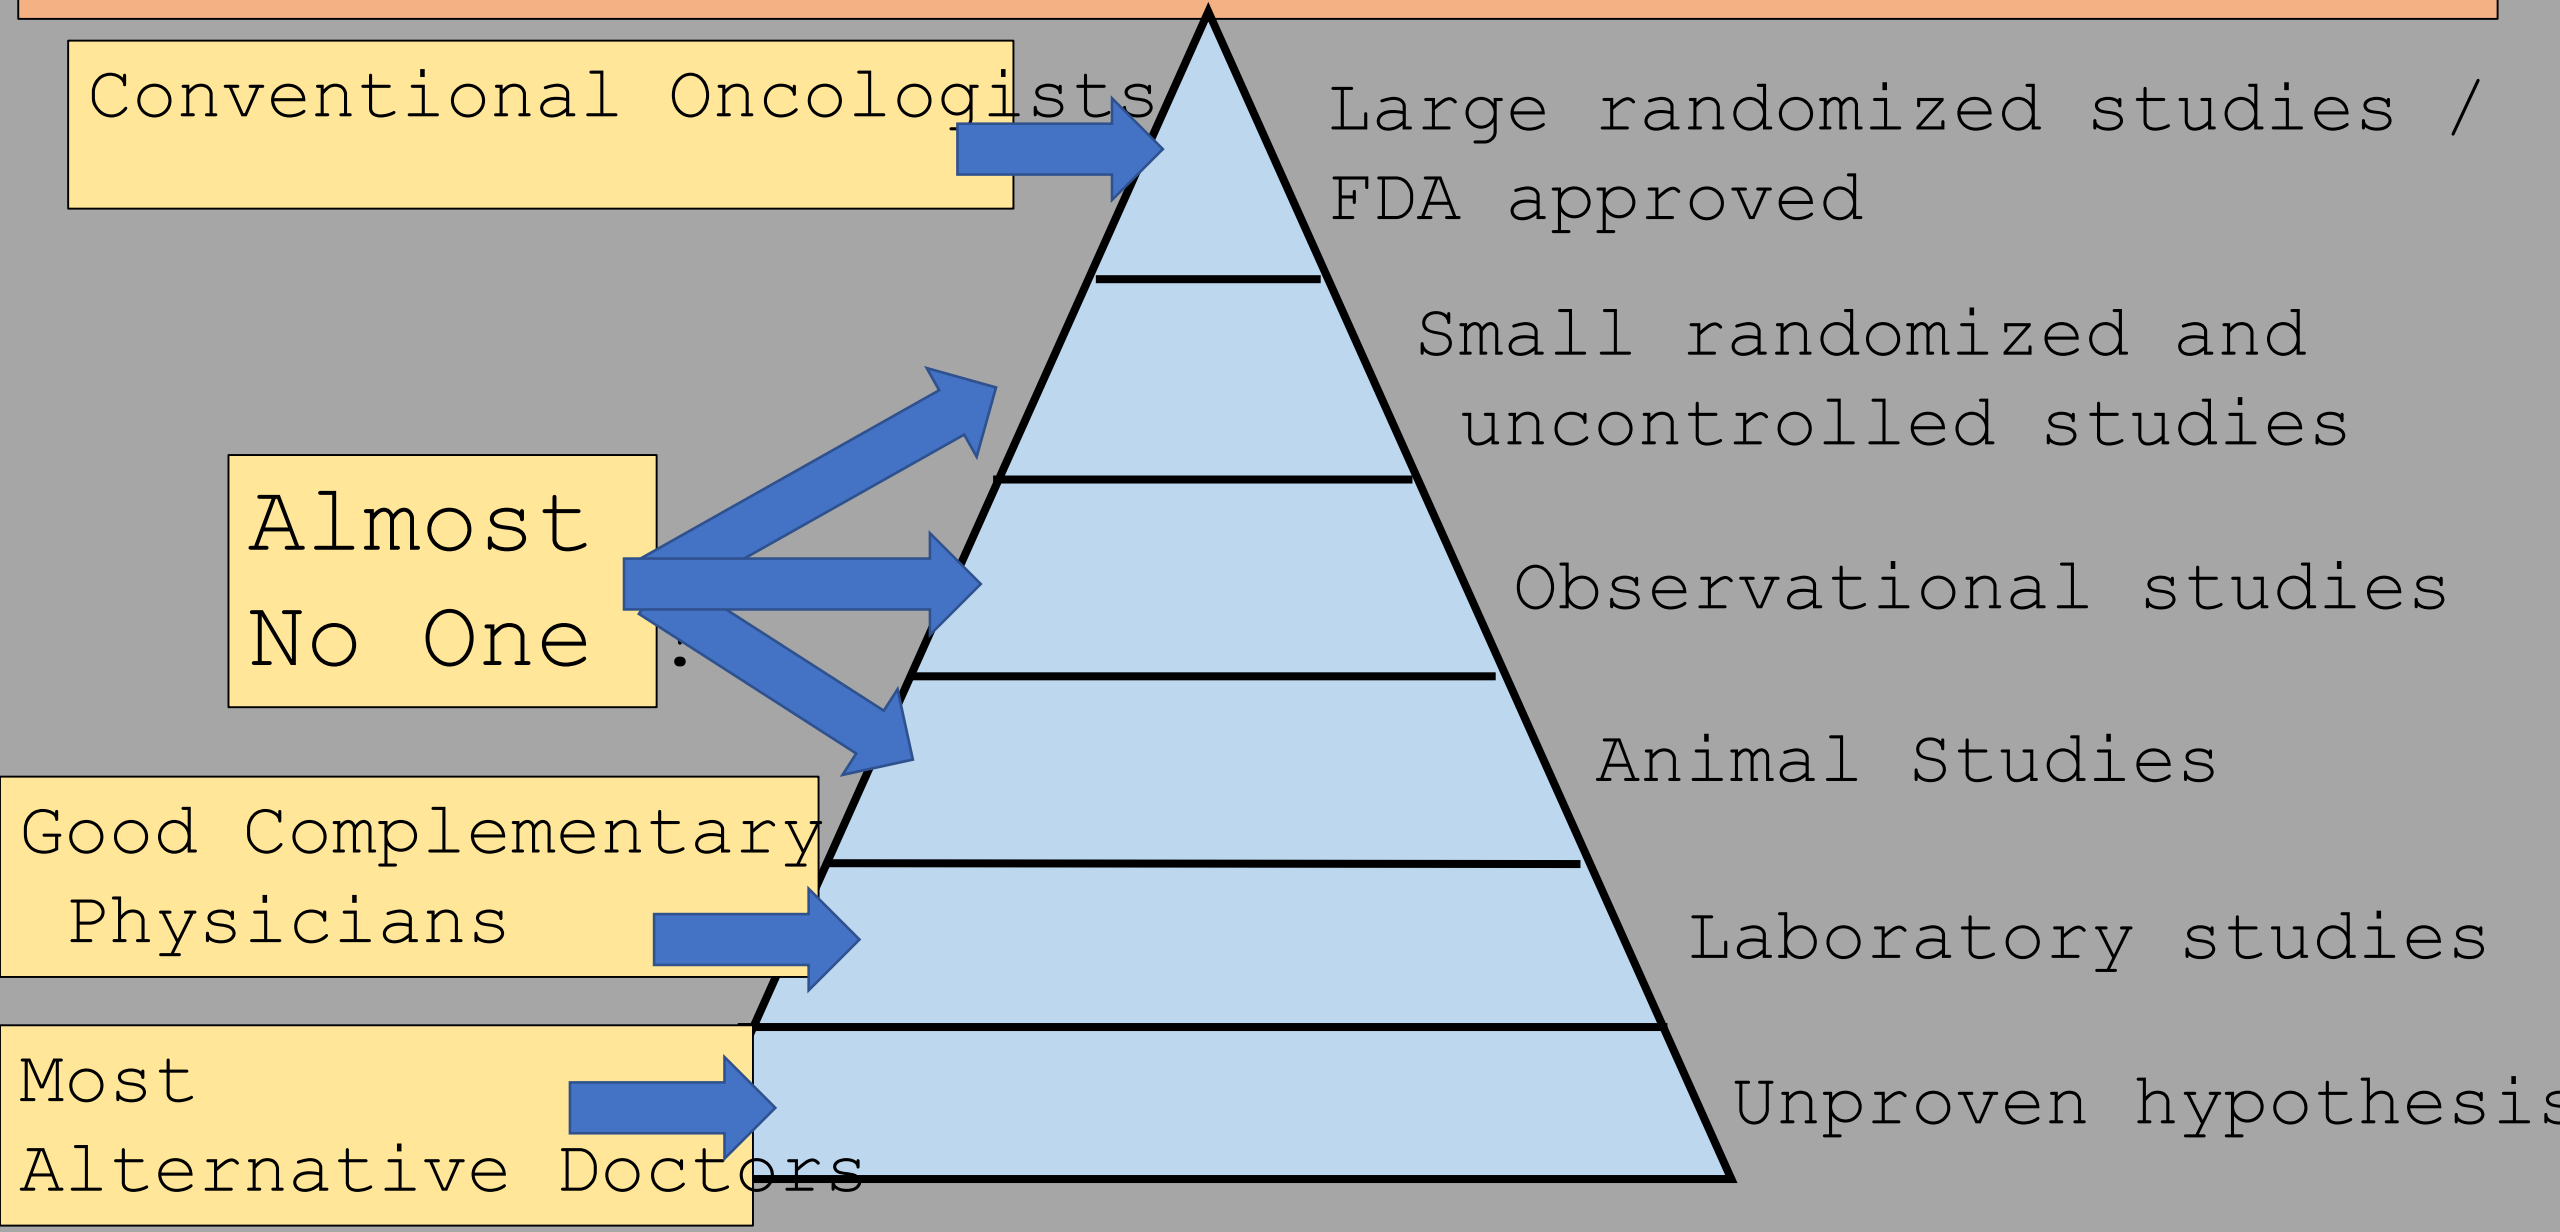 Conventional Oncologists
Large randomized studies /
FDA approved
Small randomized and
uncontrolled studies
Almost
No One
Observational studies
Animal Studies
Good Complementary
Physicians
Laboratory studies
Most
Alternative Doctors
Unproven hypothesis